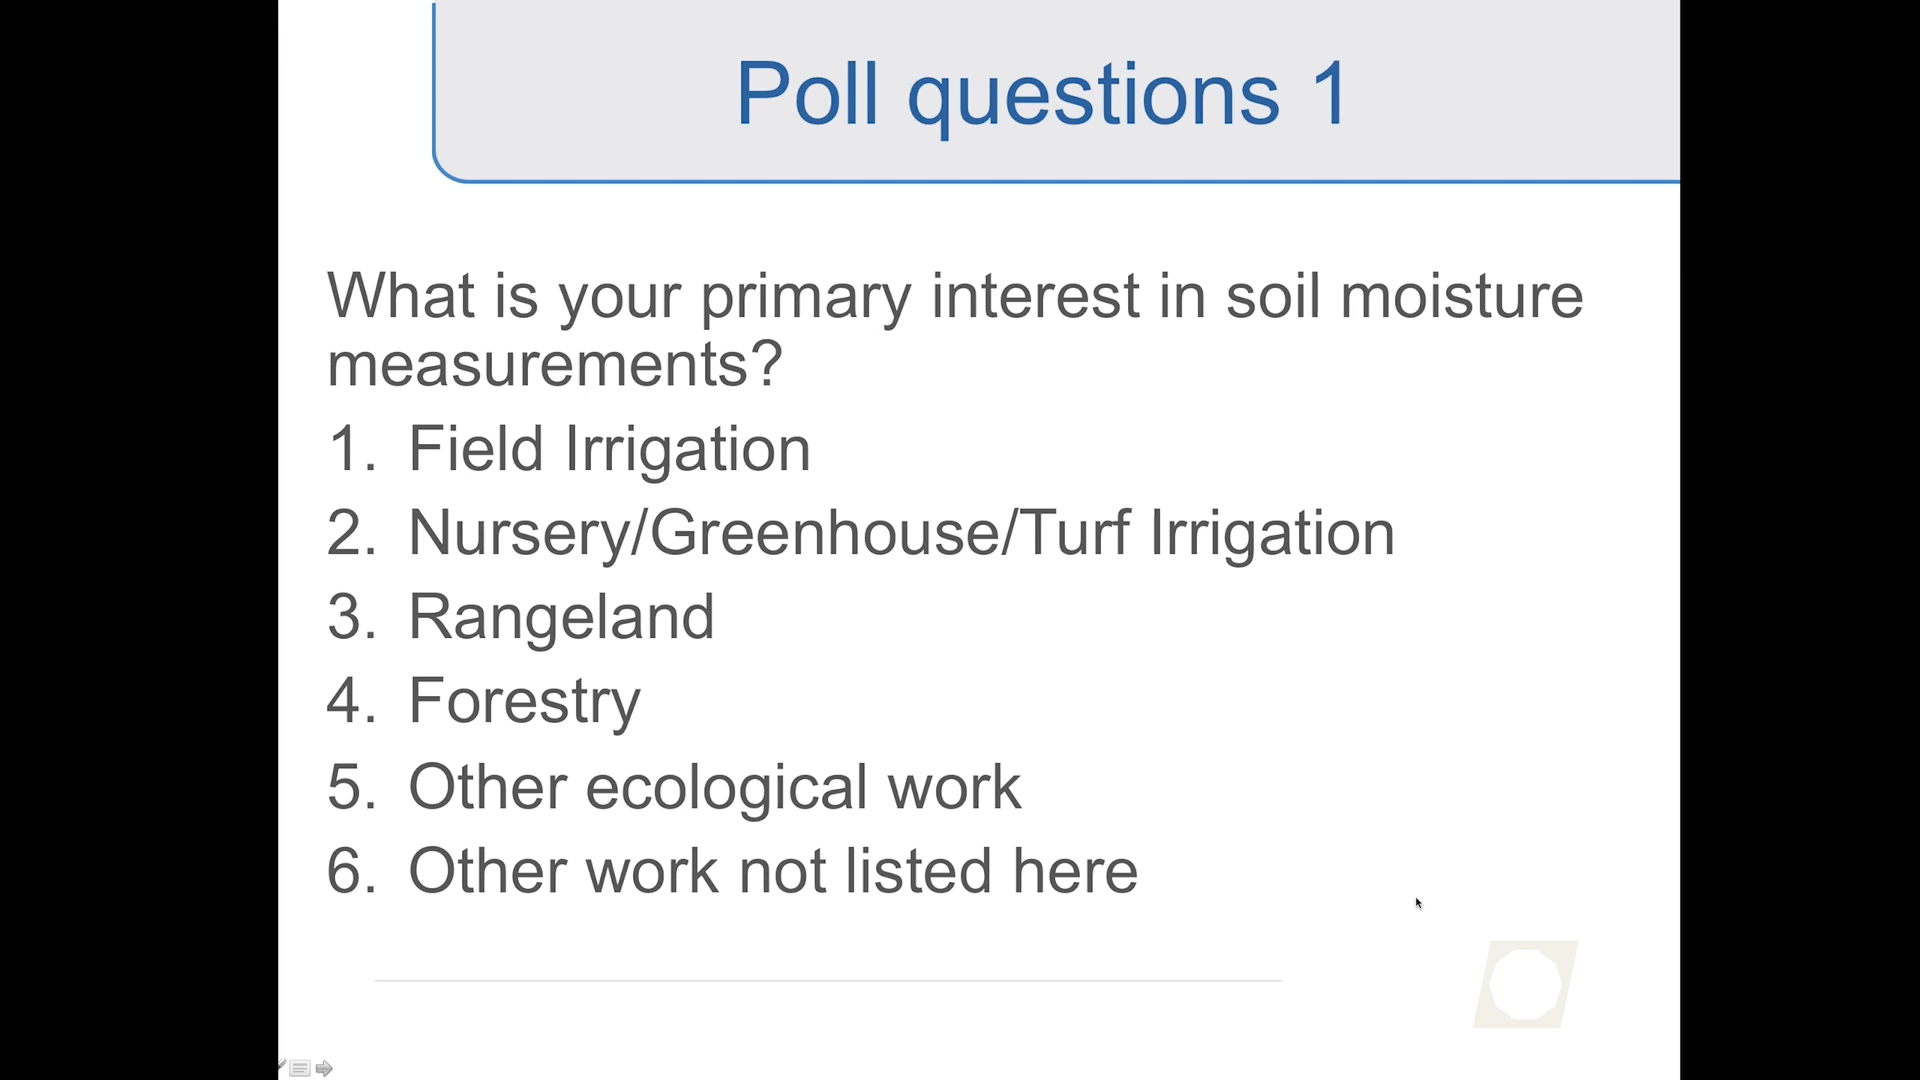 Poll questions 1
What is your primary interest in soil moisture
measurements?
1. Field Irrigation
2. Nursery/Greenhouse/Turf Irrigation
3. Rangeland
4. Forestry
5. Other ecological work
6. Other work not listed here